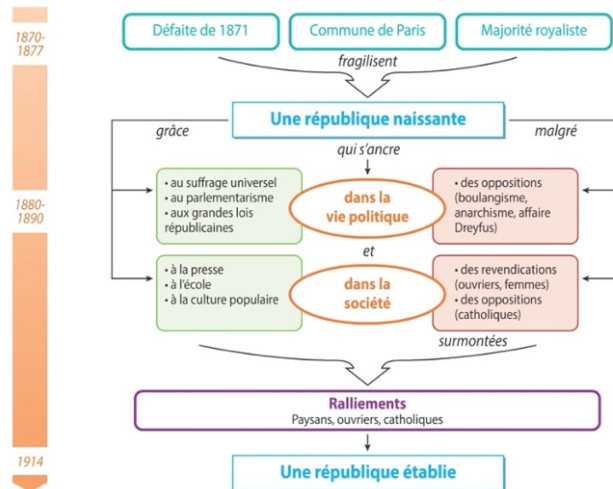 1870-
1877
Défaite de 1871
Commune de Paris
Majorité royaliste
fragilisent
Une république naissante
grâce
malgré
qui s'ancre
1880-
1890
• au suffrage universel
• au parlementarisme
• aux grandes lois
républicaines
dans la
vie politique
• des oppositions
(boulangisme,
anarchisme, affaire
Dreyfus)
et
• à la presse
• à l'école
• à la culture populaire
dans la
société
• des revendications
(ouvriers, femmes)
• des oppositions
(catholiques)
surmontées
Ralliements
Paysans, ouvriers, catholiques
1914
Une république établie